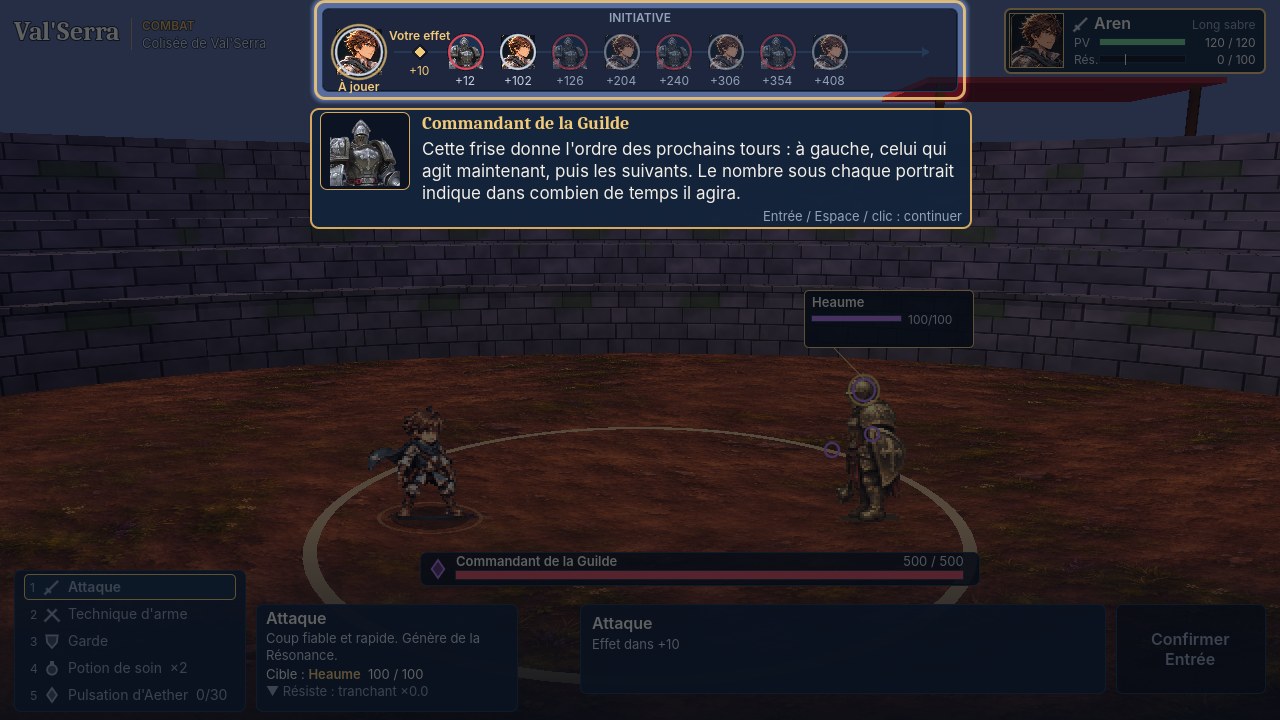 Val'Serra
COMBAT
Colisée de Val'Serra
INITIATIVE
Votre effet
+10
À jouer
+12
+102
+126
+204
+240
+306
+354
+408
Aren
Long sabre
PV
120 / 120
Rés.
0 / 100
Commandant de la Guilde
Cette frise donne l'ordre des prochains tours : à gauche, celui qui
agit maintenant, puis les suivants. Le nombre sous chaque portrait
indique dans combien de temps il agira.
Entrée / Espace / clic : continuer
Heaume
100/100
Commandant de la Guilde
500 / 500
1 Attaque
2 Technique d'arme
3 Garde
4 Potion de soin ×2
5 Pulsation d'Aether 0/30
Attaque
Coup fiable et rapide. Génère de la
Résonance.
Cible : Heaume 100 / 100
▼ Résiste : tranchant ×0.0
Attaque
Effet dans +10
Confirmer
Entrée